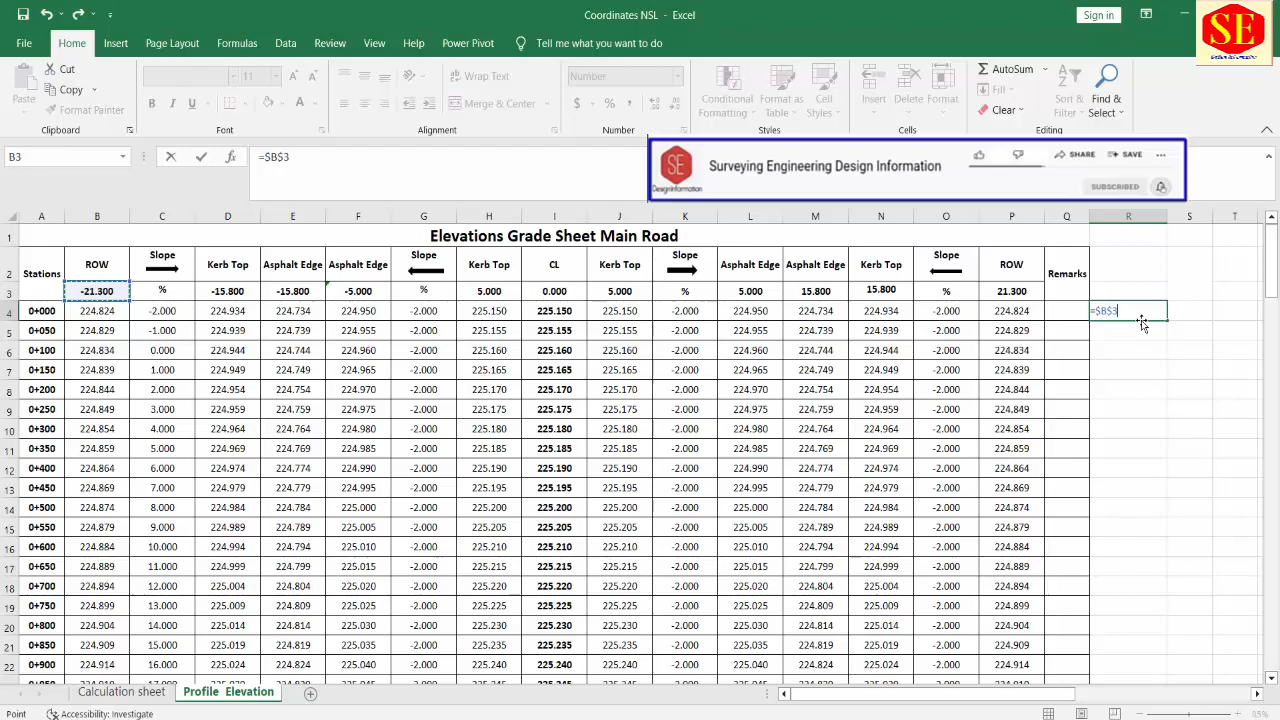 Coordinates NSL - Excel
Sign in
SE
File Home Insert Page Layout Formulas Data Review View Help Power Pivot Tell me what you want to do
Paste
Cut
Copy
Format Painter
Clipboard
11
A A
B I U
Font
Wrap Text
Merge & Center
Alignment
Number
$ % ,
Number
Conditional Formatting
Format as Table
Cell Styles
Styles
Insert Delete Format
Cells
AutoSum
Fill
Clear
Sort & Filter
Find & Select
Editing
B3
fx
=$B$3
SE
Design Information
Surveying Engineering Design Information
SHARE
SAVE
SUBSCRIBED
A B C D E F G H I J K L M N O P Q R S T
1 Elevations Grade Sheet Main Road
2 Stations ROW Slope Kerb Top Asphalt Edge Asphalt Edge Slope Kerb Top CL Kerb Top Slope Asphalt Edge Asphalt Edge Kerb Top Slope ROW Remarks
3 -21.300 % -15.800 -15.800 -5.000 % 5.000 0.000 5.000 % 5.000 15.800 15.800 % 21.300
4 0+000 224.824 -2.000 224.934 224.734 224.950 -2.000 225.150 225.150 225.150 -2.000 224.950 224.734 224.934 -2.000 224.824 =$B$3
5 0+050 224.829 -1.000 224.939 224.739 224.955 -2.000 225.155 225.155 225.155 -2.000 224.955 224.739 224.939 -2.000 224.829
6 0+100 224.834 0.000 224.944 224.744 224.960 -2.000 225.160 225.160 225.160 -2.000 224.960 224.744 224.944 -2.000 224.834
7 0+150 224.839 1.000 224.949 224.749 224.965 -2.000 225.165 225.165 225.165 -2.000 224.965 224.749 224.949 -2.000 224.839
8 0+200 224.844 2.000 224.954 224.754 224.970 -2.000 225.170 225.170 225.170 -2.000 224.970 224.754 224.954 -2.000 224.844
9 0+250 224.849 3.000 224.959 224.759 224.975 -2.000 225.175 225.175 225.175 -2.000 224.975 224.759 224.959 -2.000 224.849
10 0+300 224.854 4.000 224.964 224.764 224.980 -2.000 225.180 225.180 225.180 -2.000 224.980 224.764 224.964 -2.000 224.854
11 0+350 224.859 5.000 224.969 224.769 224.985 -2.000 225.185 225.185 225.185 -2.000 224.985 224.769 224.969 -2.000 224.859
12 0+400 224.864 6.000 224.974 224.774 224.990 -2.000 225.190 225.190 225.190 -2.000 224.990 224.774 224.974 -2.000 224.864
13 0+450 224.869 7.000 224.979 224.779 224.995 -2.000 225.195 225.195 225.195 -2.000 224.995 224.779 224.979 -2.000 224.869
14 0+500 224.874 8.000 224.984 224.784 225.000 -2.000 225.200 225.200 225.200 -2.000 225.000 224.784 224.984 -2.000 224.874
15 0+550 224.879 9.000 224.989 224.789 225.005 -2.000 225.205 225.205 225.205 -2.000 225.005 224.789 224.989 -2.000 224.879
16 0+600 224.884 10.000 224.994 224.794 225.010 -2.000 225.210 225.210 225.210 -2.000 225.010 224.794 224.994 -2.000 224.884
17 0+650 224.889 11.000 224.999 224.799 225.015 -2.000 225.215 225.215 225.215 -2.000 225.015 224.799 224.999 -2.000 224.889
18 0+700 224.894 12.000 225.004 224.804 225.020 -2.000 225.220 225.220 225.220 -2.000 225.020 224.804 225.004 -2.000 224.894
19 0+750 224.899 13.000 225.009 224.809 225.025 -2.000 225.225 225.225 225.225 -2.000 225.025 224.809 225.009 -2.000 224.899
20 0+800 224.904 14.000 225.014 224.814 225.030 -2.000 225.230 225.230 225.230 -2.000 225.030 224.814 225.014 -2.000 224.904
21 0+850 224.909 15.000 225.019 224.819 225.035 -2.000 225.235 225.235 225.235 -2.000 225.035 224.819 225.019 -2.000 224.909
22 0+900 224.914 16.000 225.024 224.824 225.040 -2.000 225.240 225.240 225.240 -2.000 225.040 224.824 225.024 -2.000 224.914
Calculation sheet Profile Elevation
Point Accessibility: Investigate